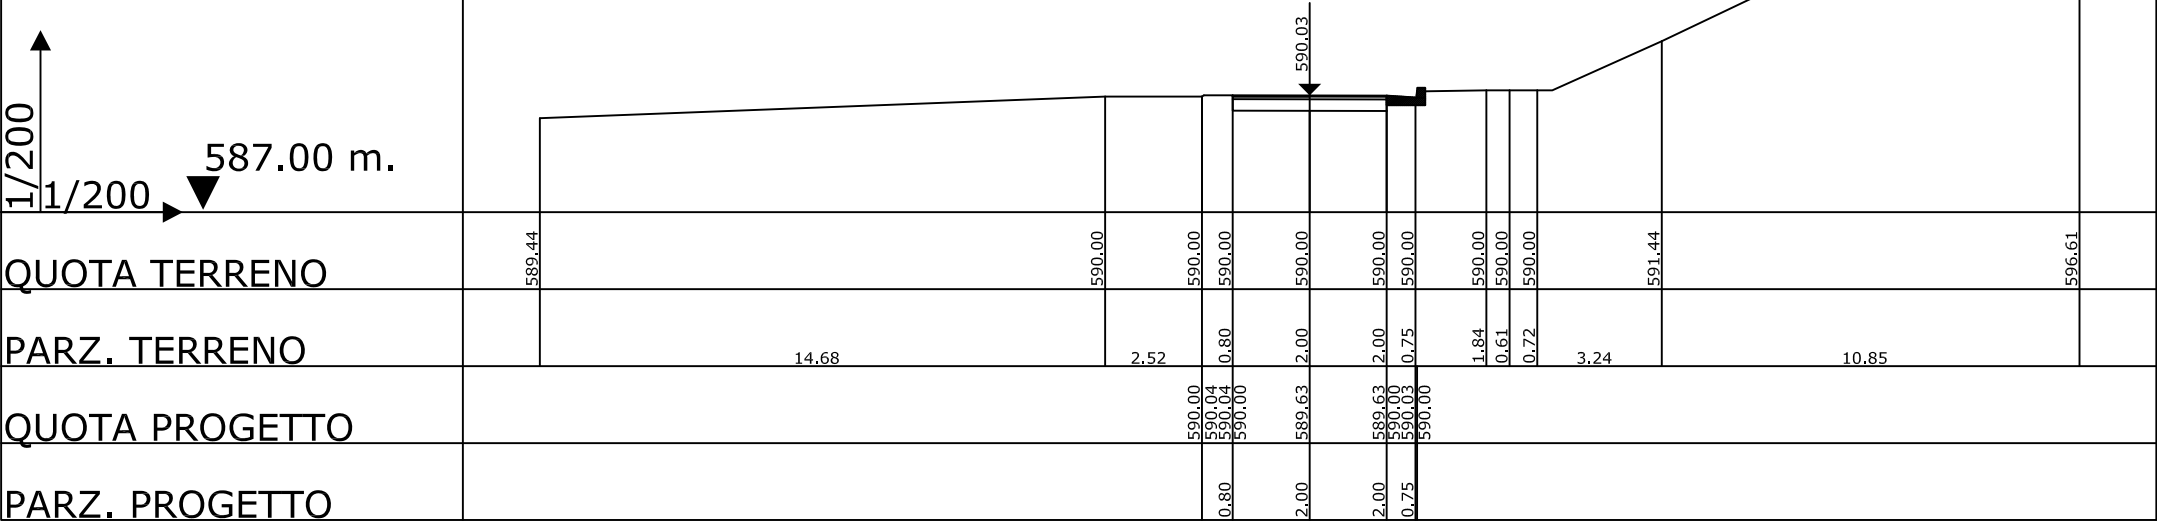 590.03
1/200
587.00 m.
1/200
QUOTA TERRENO
589.44 590.00 590.00 590.00 590.00 590.00 590.00 590.00 590.00 590.00 591.44 596.61
PARZ. TERRENO
14.68 2.52 0.80 2.00 2.00 0.75 1.84 0.61 0.72 3.24 10.85
QUOTA PROGETTO
590.00 590.04 590.04 590.00 589.63 589.63 590.00 590.03 590.00
PARZ. PROGETTO
0.80 2.00 2.00 0.75